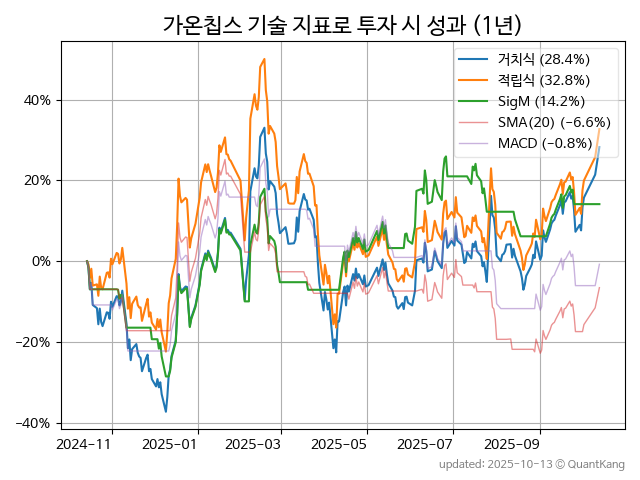 가온칩스 기술 지표로 투자 시 성과 (1년)
거치식 (28.4%)
적립식 (32.8%)
SigM (14.2%)
SMA(20) (-6.6%)
MACD (-0.8%)
40%
20%
0%
-20%
-40%
2024-11 2025-01 2025-03 2025-05 2025-07 2025-09
updated: 2025-10-13 © QuantKang